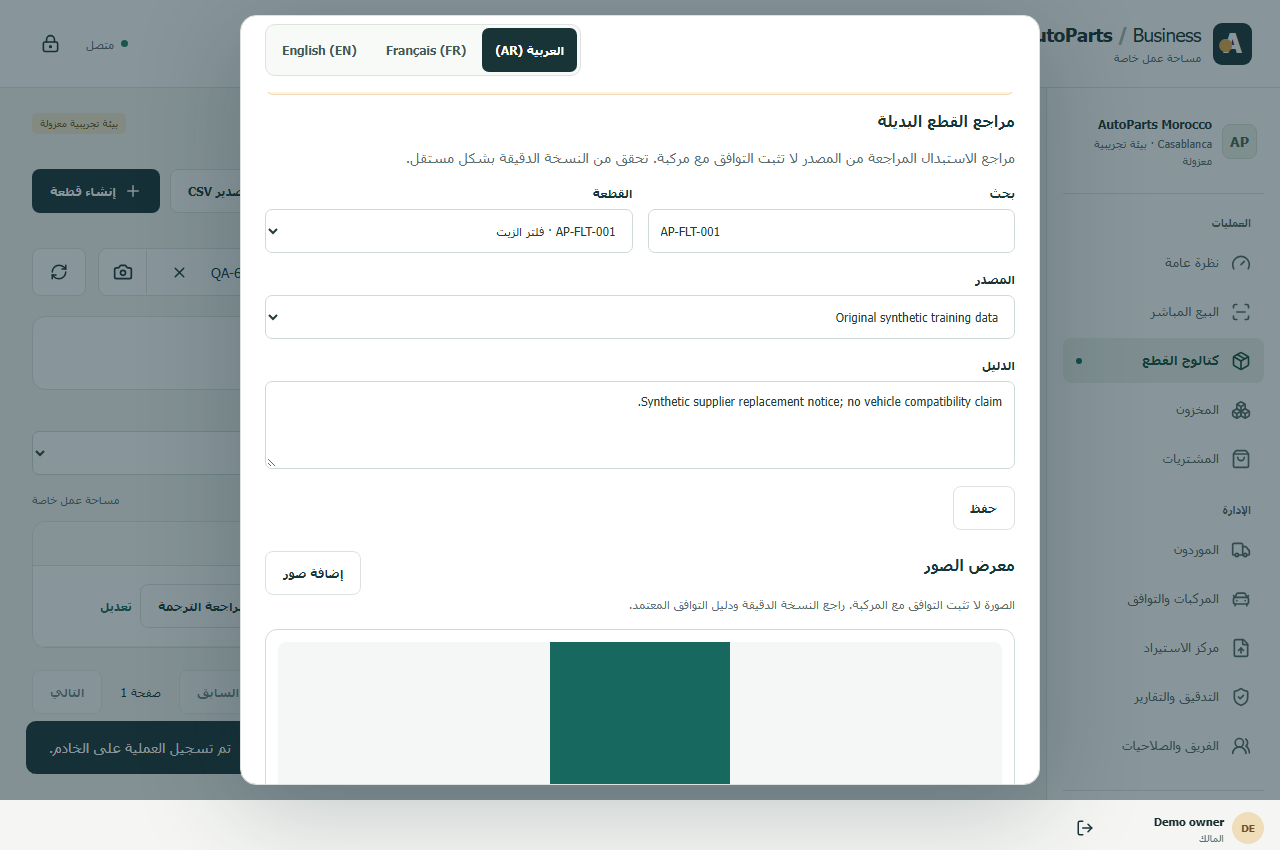 AutoParts / Business
مساحة عمل خاصة
متصل
AP
AutoParts Morocco
Casablanca · بيئة تجريبية
معزولة
العمليات
نظرة عامة
البيع المباشر
كتالوج القطع
المخزون
المشتريات
الإدارة
الموردون
المركبات والتوافق
مركز الاستيراد
التدقيق والتقارير
الفريق والصلاحيات
DE
Demo owner
المالك
بيئة تجريبية معزولة
CSV
إنشاء قطعة
QA-6
مساحة عمل خاصة
الترجمة
تعديل
السابق
صفحة 1
التالي
تم تسجيل العملية على الخادم.
العربية (AR)
Français (FR)
English (EN)
مراجع القطع البديلة
مراجع الاستبدال المراجعة من المصدر لا تثبت التوافق مع مركبة. تحقق من النسخة الدقيقة بشكل مستقل.
بحث
القطعة
AP-FLT-001
AP-FLT-001 · فلتر الزيت
المصدر
Original synthetic training data
الدليل
Synthetic supplier replacement notice; no vehicle compatibility claim.
حفظ
معرض الصور
إضافة صور
الصورة لا تثبت التوافق مع المركبة. راجع النسخة الدقيقة ودليل التوافق المعتمد.